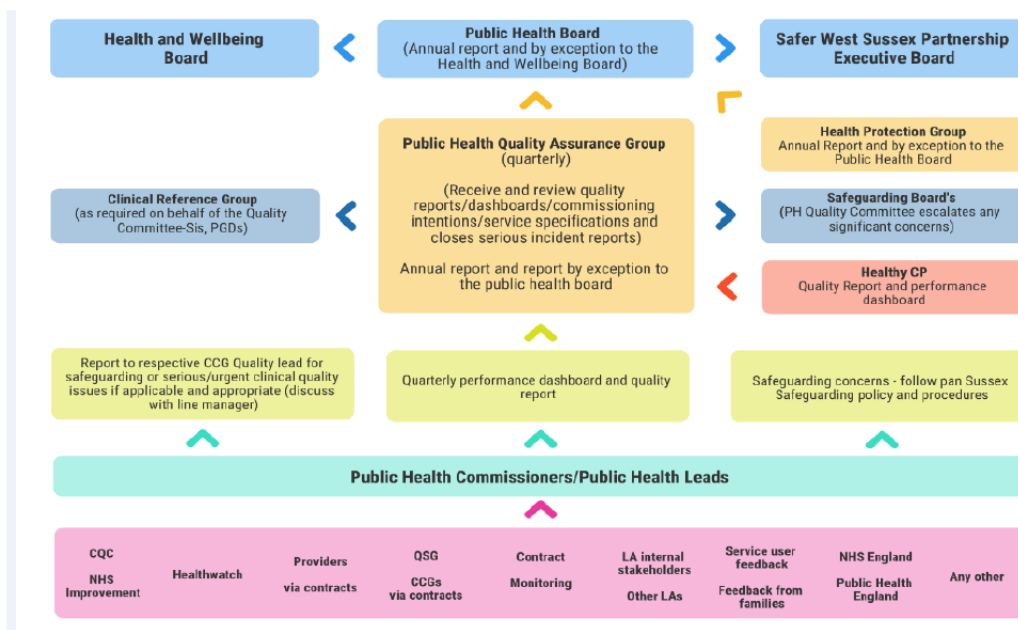 Health and Wellbeing
Board
Public Health Board
(Annual report and by exception to the
Health and Wellbeing Board)
Safer West Sussex Partnership
Executive Board
Public Health Quality Assurance Group
(quarterly)
(Receive and review quality
reports/dashboards/commissioning
intentions/service specifications and
closes serious incident reports)
Annual report and report by exception to
the public health board
Health Protection Group
Annual Report and by exception to the
Public Health Board
Clinical Reference Group
(as required on behalf of the Quality
Committee-Sis, PGDs)
Safeguarding Board's
(PH Quality Committee escalates any
significant concerns)
Healthy CP
Quality Report and performance
dashboard
Report to respective CCG Quality lead for
safeguarding or serious/urgent clinical quality
issues if applicable and appropriate (discuss
with line manager)
Quarterly performance dashboard and quality
report
Safeguarding concerns - follow pan Sussex
Safeguarding policy and procedures
Public Health Commissioners/Public Health Leads
CQC
NHS
Improvement
Healthwatch
Providers
via contracts
QSG
CCGs
via contracts
Contract
Monitoring
LA internal
stakeholders
Other LAs
Service user
feedback
Feedback from
families
NHS England
Public Health
England
Any other